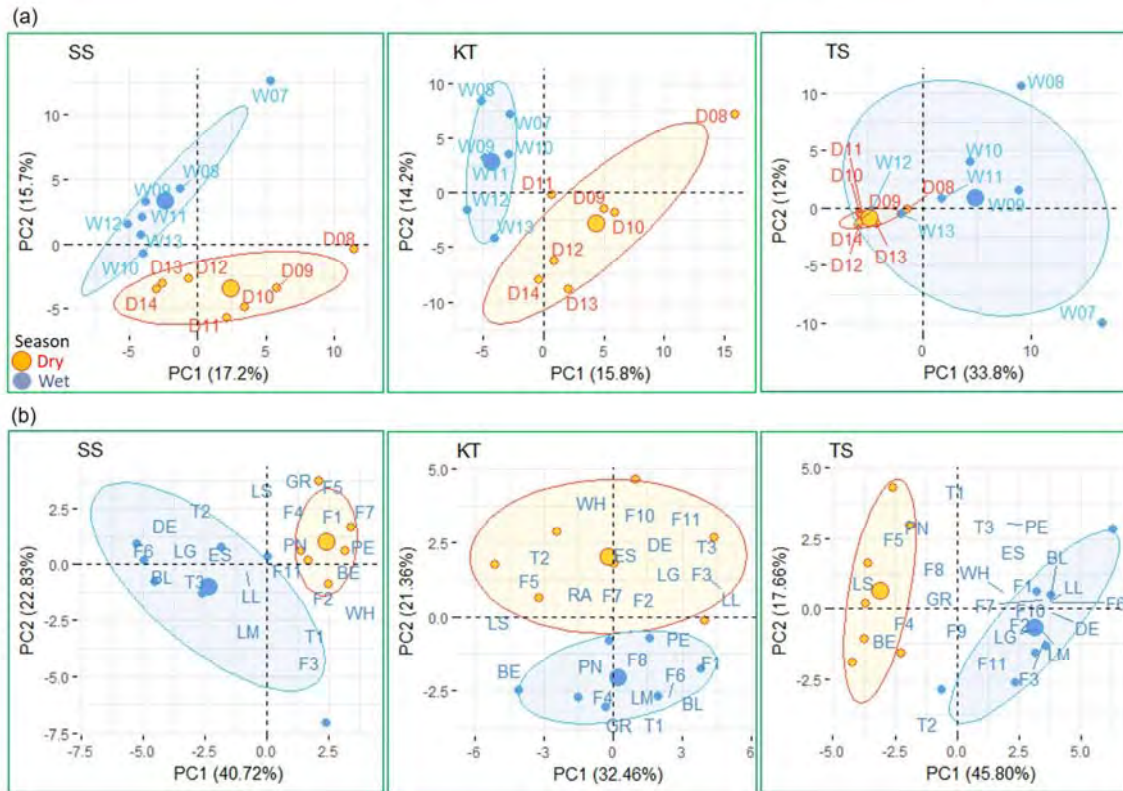 (a)
SS
10
5
0
-5
PC2 (15.7%)
W07
W08
W09
W12
W11
W13
W10
D08
D13
D12
D09
D14
D10
D11
Season
Dry
Wet
-5
0
5
10
PC1 (17.2%)
KT
10
5
0
-5
-10
PC2 (14.2%)
W08
W07
W09
W10
W11
W12
W13
D08
D11
D09
D10
D12
D14
D13
-5
0
5
10
15
PC1 (15.8%)
TS
10
5
0
-5
-10
PC2 (12%)
W08
W10
D11
W12
D10
W11
D08
D09
W09
W13
D14
D13
D12
W07
0
10
PC1 (33.8%)
(b)
SS
2.5
0.0
-2.5
-5.0
-7.5
PC2 (22.83%)
GR
LS
F5
T2
F4
F1
F7
DE
PN
PE
F6
LG
ES
F11
BE
BL
T3
LL
F2
WH
LM
T1
F3
-7.5
-5.0
-2.5
0.0
2.5
PC1 (40.72%)
KT
5.0
2.5
0.0
-2.5
PC2 (21.36%)
WH
F10
F11
DE
T3
T2
ES
F5
LG
F3
RA
F7
F2
LL
LS
PE
PN
F8
F1
BE
F6
F4
LM
BL
GR
T1
-6
-3
0
3
6
PC1 (32.46%)
TS
5.0
2.5
0.0
-2.5
-5.0
PC2 (17.66%)
T1
PN
T3
PE
F5
ES
BL
F8
WH
F1
LL
LS
GR
F7
F10
F6
F4
F9
F2
DE
BE
LG
LM
F11
F3
T2
-5.0
-2.5
0.0
2.5
5.0
PC1 (45.80%)